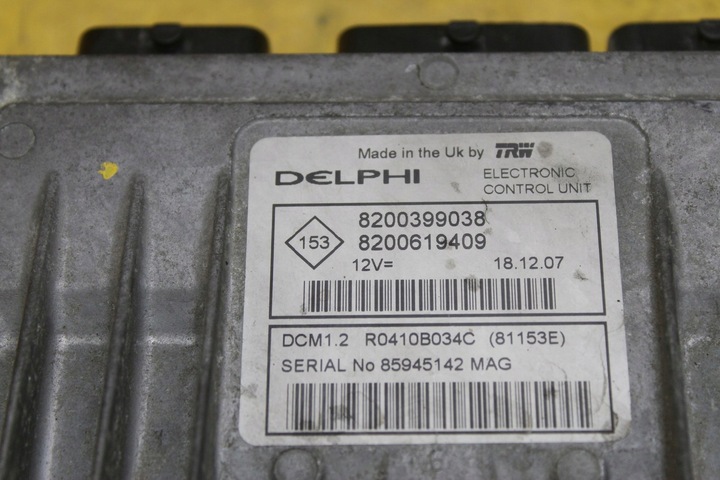 Made in the Uk by TRW
DELPHI ELECTRONIC
CONTROL UNIT
153 8200399038
8200619409
12V= 18.12.07
DCM1.2 R0410B034C (81153E)
SERIAL No 85945142 MAG